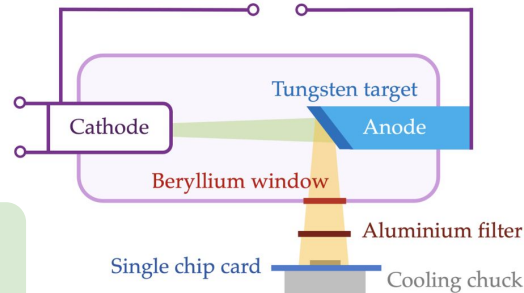 Tungsten target
Cathode
Anode
Beryllium window
Aluminium filter
Single chip card
Cooling chuck